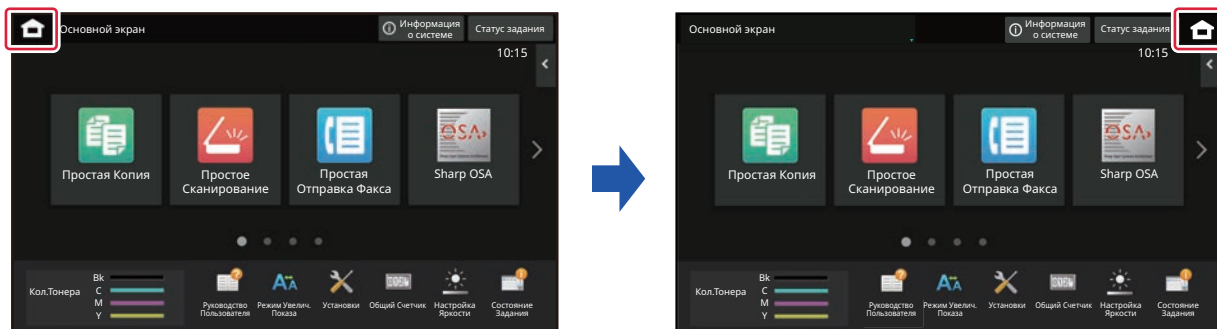 Основной экран
Информация
о системе
Статус задания
10:15
Простая Копия
Простое
Сканирование
Простая
Отправка Факса
OSA
Sharp OSA
Кол.Тонера
Bk
C
M
Y
Руководство
Пользователя
Режим Увелич.
Показа
Установки
Общий Счетчик
Настройка
Яркости
Состояние
Задания
Основной экран
Информация
о системе
Статус задания
10:15
Простая Копия
Простое
Сканирование
Простая
Отправка Факса
OSA
Sharp OSA
Кол.Тонера
Bk
C
M
Y
Руководство
Пользователя
Режим Увелич.
Показа
Установки
Общий Счетчик
Настройка
Яркости
Состояние
Задания